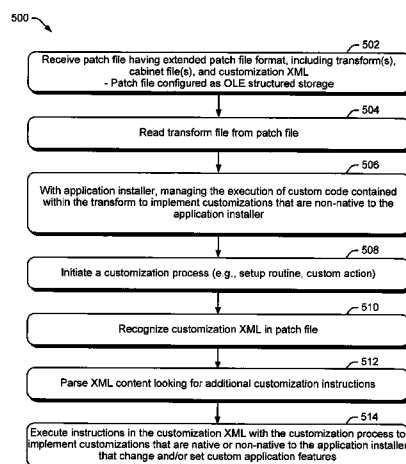 500
502
Receive patch file having extended patch file format, including transform(s),
cabinet file(s), and customization XML
- Patch file configured as OLE structured storage
504
Read transform file from patch file
506
With application installer, managing the execution of custom code contained
within the transform to implement customizations that are non-native to the
application installer
508
Initiate a customization process (e.g., setup routine, custom action)
510
Recognize customization XML in patch file
512
Parse XML content looking for additional customization instructions
514
Execute instructions in the customization XML with the customization process to
implement customizations that are native or non-native to the application installer
that change and/or set custom application features